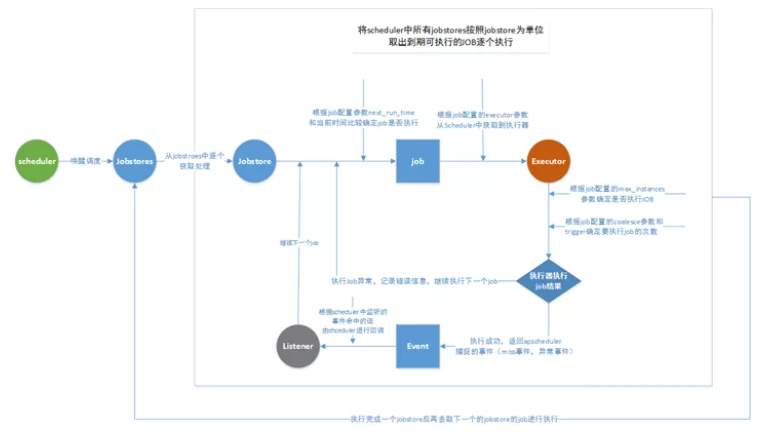 将scheduler中所有jobstores按照jobstore为单位
取出到期可执行的JOB逐个执行
根据job配置参数next_run_time
和当前时间比较确定job是否执行
根据job配置的executor参数
从Scheduler中获取到执行器
scheduler
唤醒调度
Jobstores
从jobstroes中逐个
获取处理
Jobstore
job
Executor
根据job配置的max_instances
参数确定是否执行JOB
根据job配置的coalesce参数和
trigger确定要执行job的次数
继续下一个job
执行Job异常，记录错误信息，继续执行下一个job
执行器执行
job结果
根据scheduler中监听的
事件命中的话
由shceduler进行回调
Listener
Event
执行成功，返回apscheduler
捕捉的事件（miss事件，异常事件）
执行完成一个jobstore后再去取下一个的jobstore的job进行执行